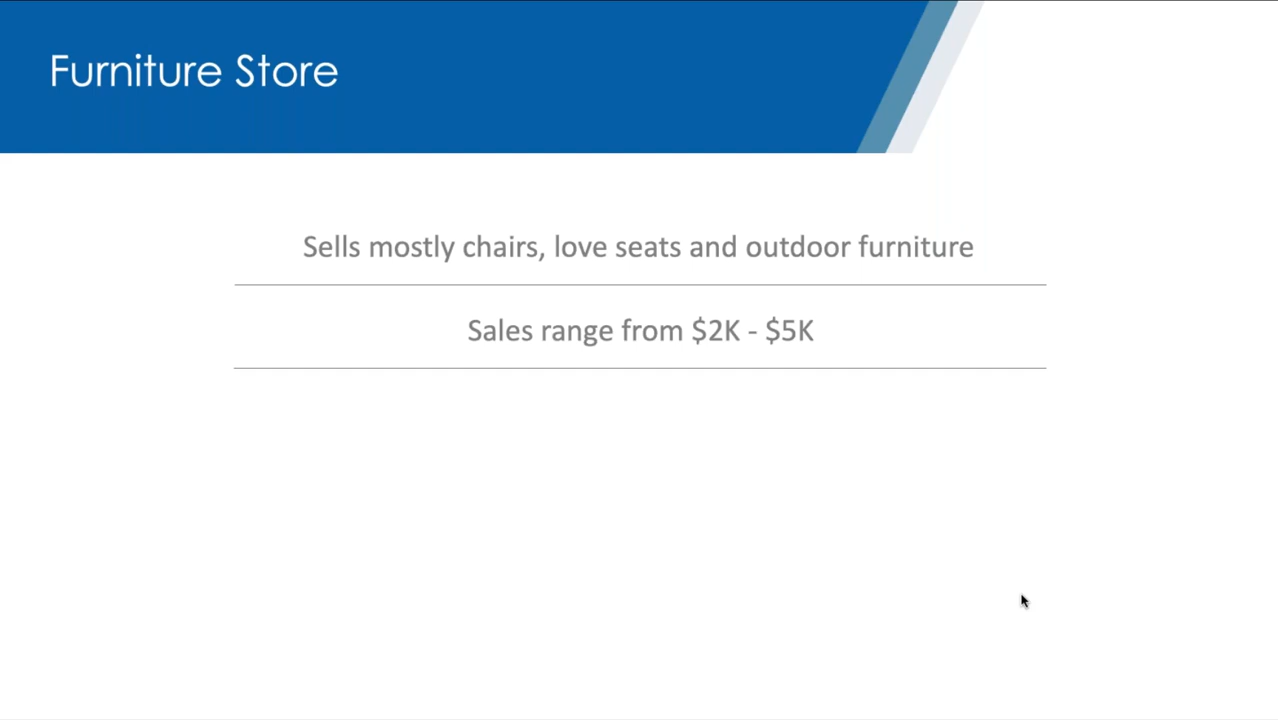 Furniture Store
Sells mostly chairs, love seats and outdoor furniture
Sales range from $2K - $5K